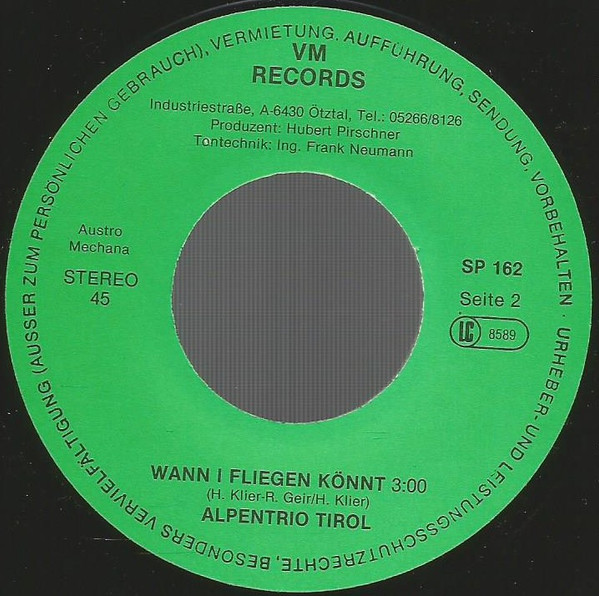 VM
RECORDS
Industriestraße, A-6430 Ötztal, Tel.: 05266/8126
Produzent: Hubert Pirschner
Tontechnik: Ing. Frank Neumann
Austro
Mechana
STEREO
45
SP 162
Seite 2
LC 8589
WANN I FLIEGEN KÖNNT 3:00
(H. Klier-R. Geir/H. Klier)
ALPENTRIO TIROL
URHEBER- UND LEISTUNGSSCHUTZRECHTE, BESONDERS VERVIELFÄLTIGUNG (AUSSER ZUM PERSÖNLICHEN GEBRAUCH), VERMIETUNG, AUFFÜHRUNG, SENDUNG, VORBEHALTEN ·